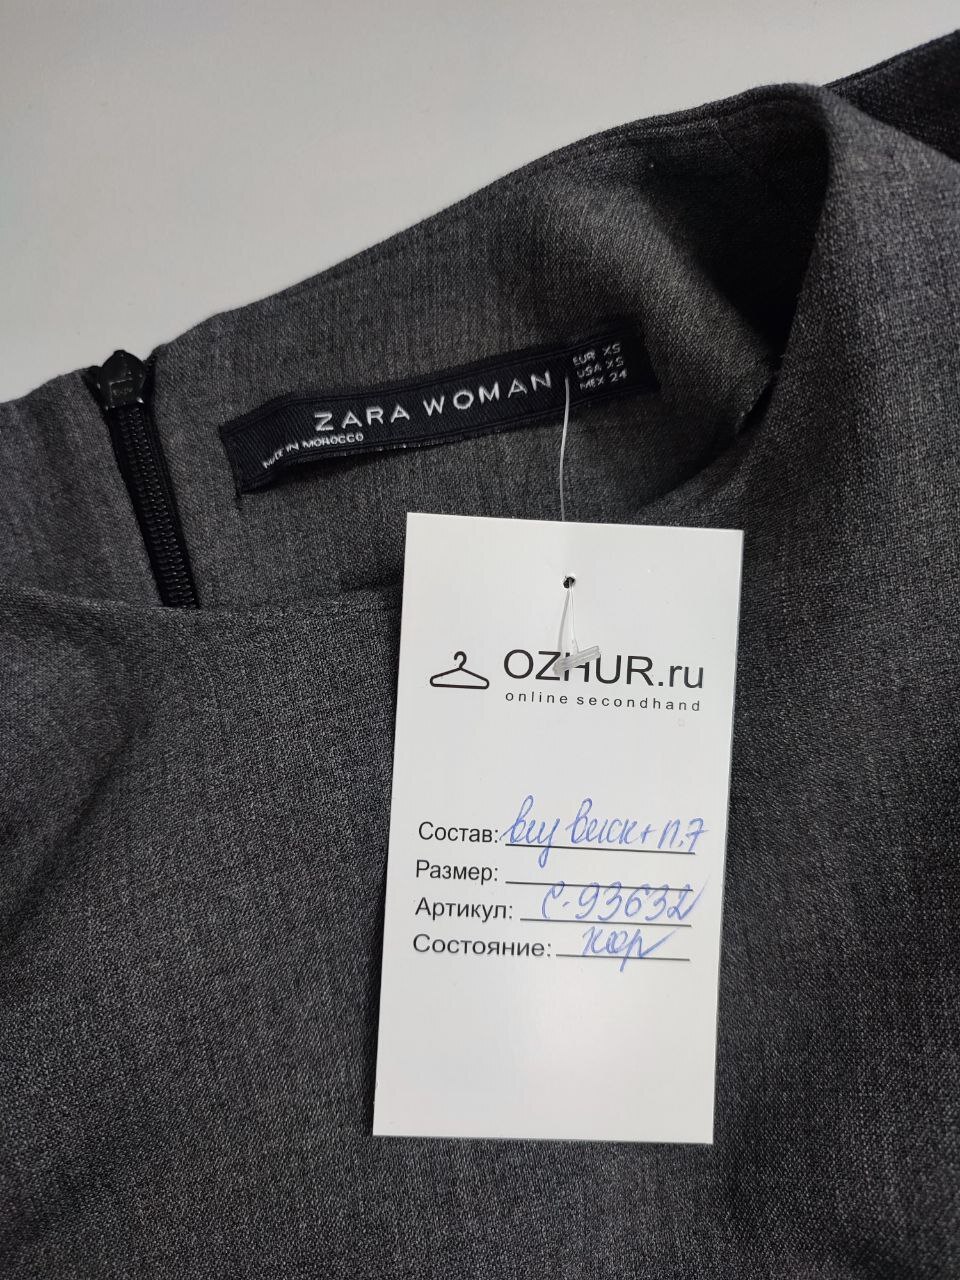 ZARA WOMAN
MADE IN MOROCCO
EUR XS
USA XS
MEX 24
OZHUR.ru
online secondhand
Состав: виск+п.
Размер:
Артикул: С-93632
Состояние: хор